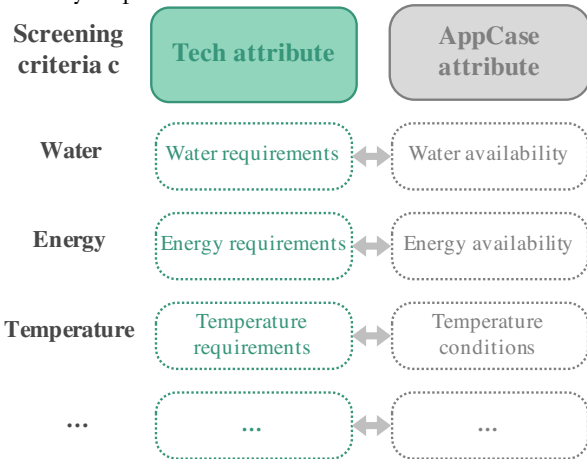 Screening
criteria c
Tech attribute
AppCase
attribute
Water
Water requirements
Water availability
Energy
Energy requirements
Energy availability
Temperature
Temperature
requirements
Temperature
conditions
...
...
...